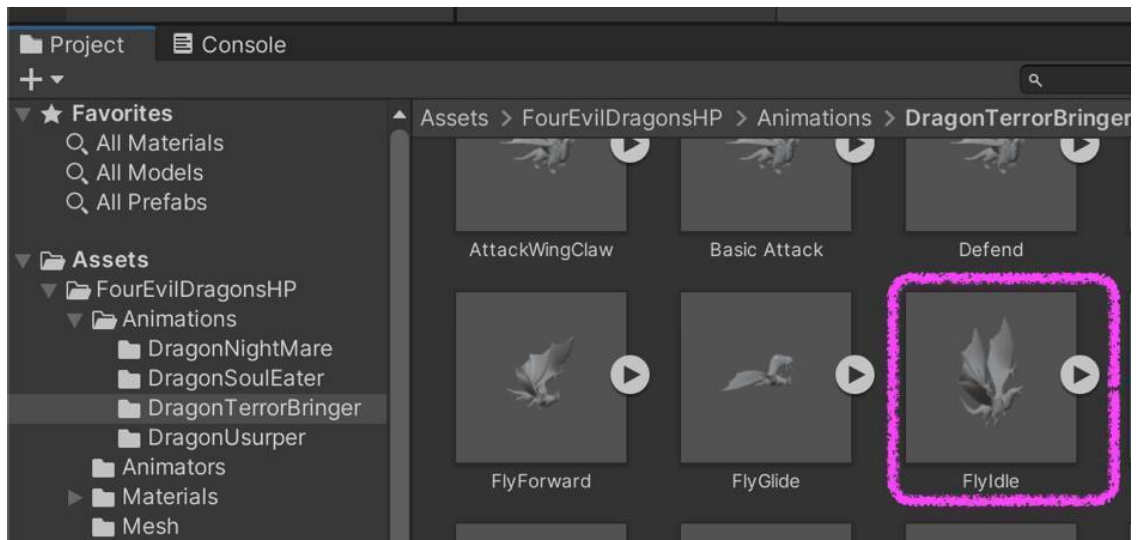 Project
Console
Favorites
All Materials
All Models
All Prefabs
Assets
FourEvilDragonsHP
Animations
DragonNightMare
DragonSoulEater
DragonTerrorBringer
DragonUsurper
Animators
Materials
Mesh
Assets > FourEvilDragonsHP > Animations > DragonTerrorBringer
AttackWingClaw
Basic Attack
Defend
FlyForward
FlyGlide
FlyIdle